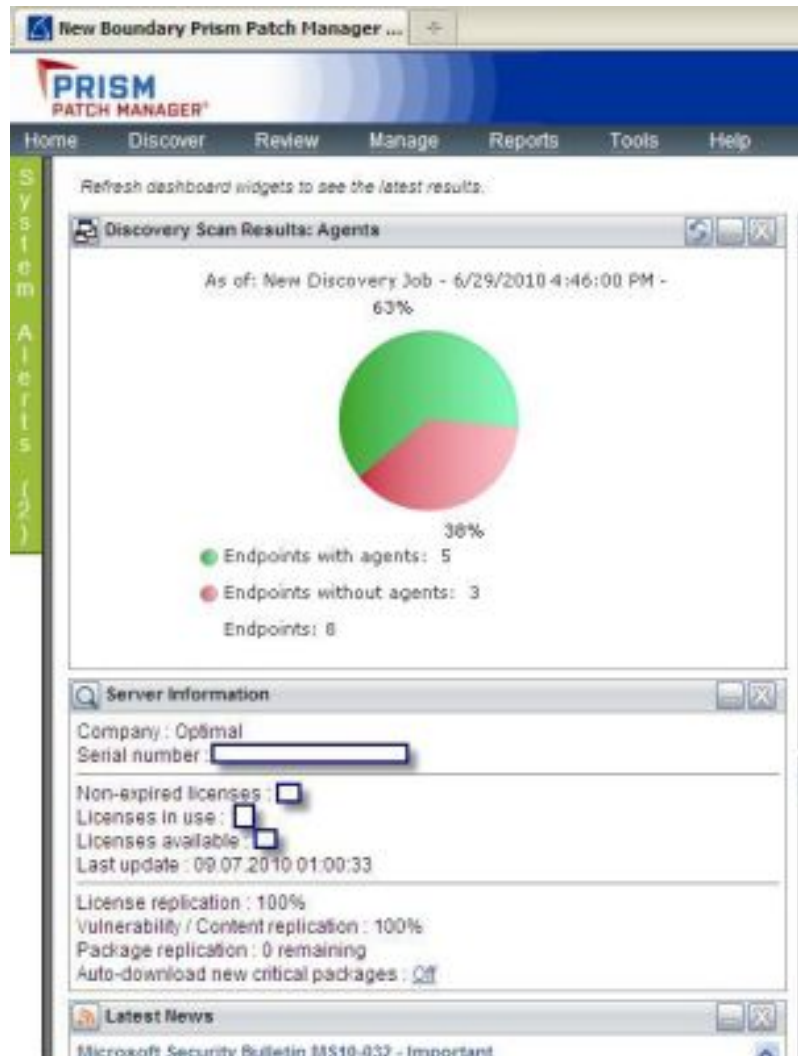 New Boundary Prism Patch Manager ...
PRISM
PATCH MANAGER
Home Discover Review Manage Reports Tools Help
System Alerts (2)
Refresh dashboard widgets to see the latest results.
Discovery Scan Results: Agents
As of: New Discovery Job - 6/29/2010 4:46:00 PM -
63%
38%
Endpoints with agents: 5
Endpoints without agents: 3
Endpoints: 8
Server Information
Company : Optimal
Serial number :
Non-expired licenses :
Licenses in use :
Licenses available :
Last update : 09.07.2010 01:00:33
License replication : 100%
Vulnerability / Content replication : 100%
Package replication : 0 remaining
Auto-download new critical packages : Off
Latest News
Microsoft Security Bulletin MS10-032 - Important